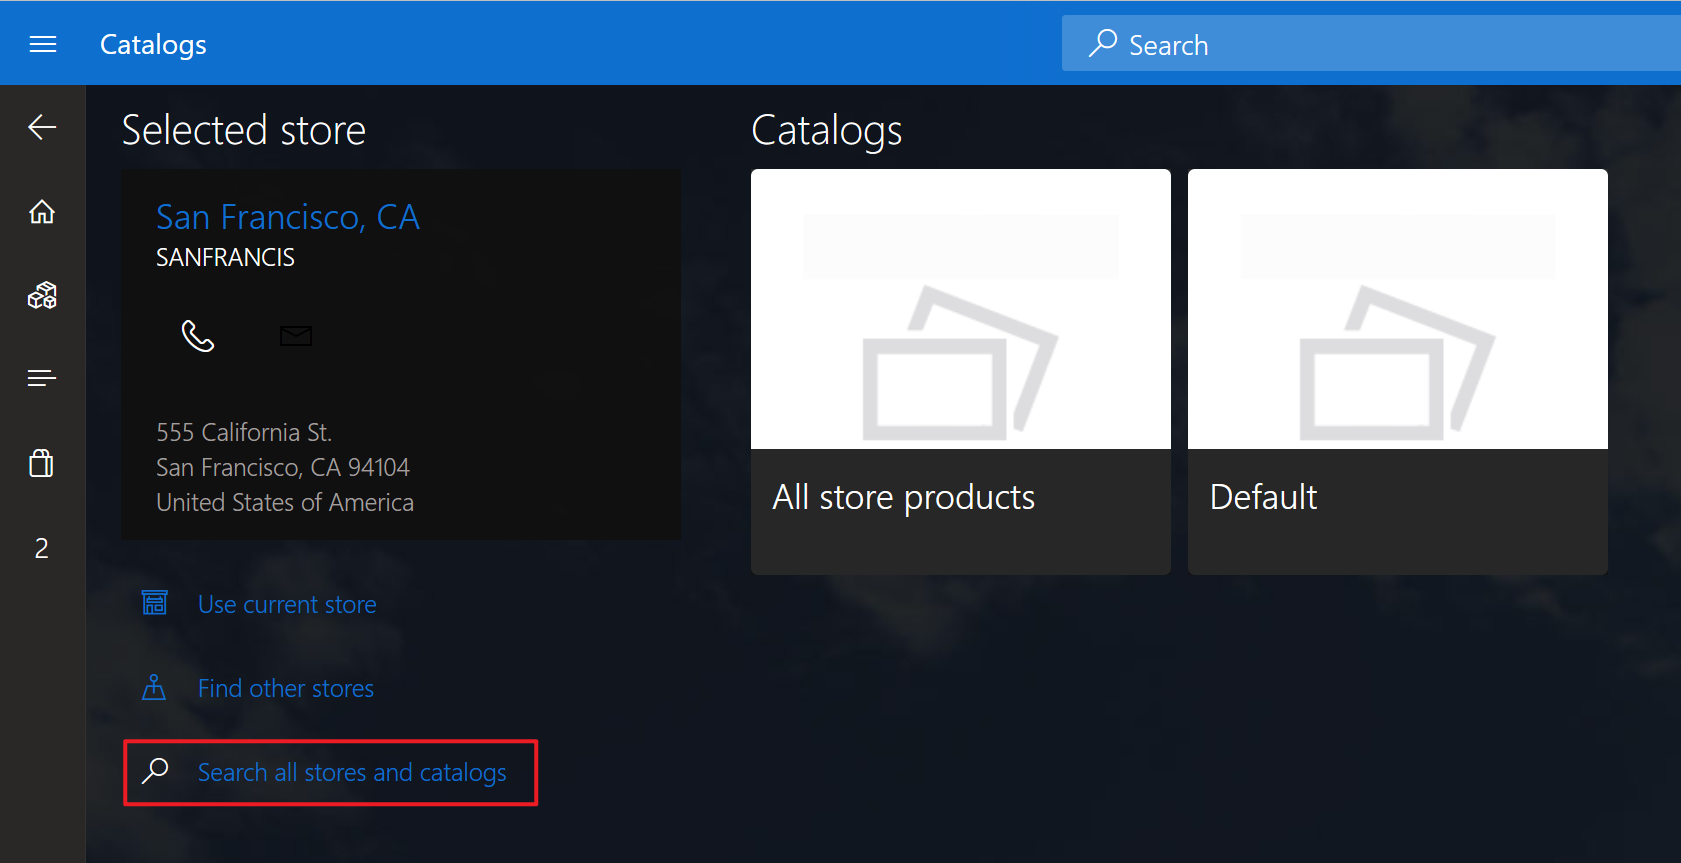 Catalogs
Search
Selected store
San Francisco, CA
SANFRANCIS
555 California St.
San Francisco, CA 94104
United States of America
Use current store
Find other stores
Search all stores and catalogs
Catalogs
All store products
Default
2